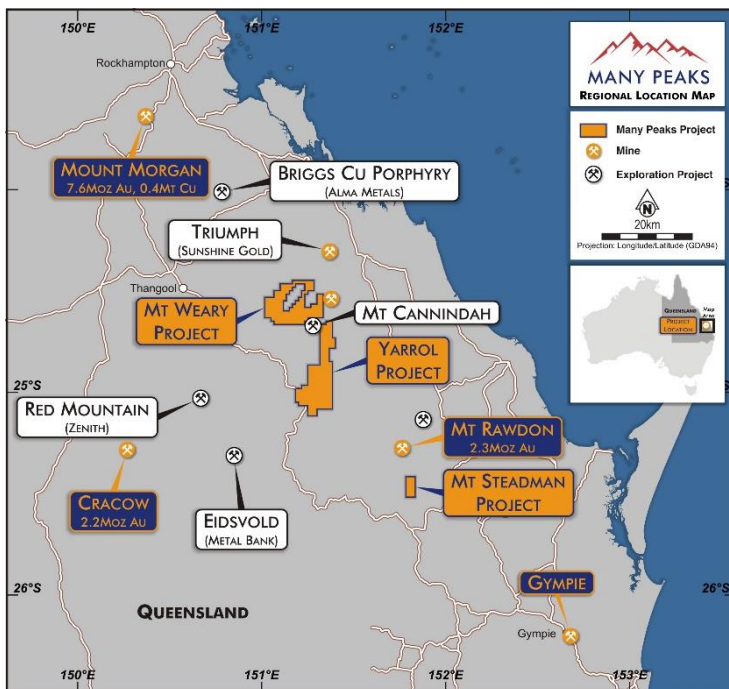 150°E
151°E
152°E
Rockhampton
MOUNT MORGAN
7.6MOZ AU, 0.4MT CU
BRIGGS CU PORPHYRY
(ALMA METALS)
TRIUMPH
(SUNSHINE GOLD)
Thangool
MT WEARY
PROJECT
MT CANNINDAH
YARROL
PROJECT
25°S
RED MOUNTAIN
(ZENITH)
MT RAWDON
2.3MOZ AU
CRACOW
2.2MOZ AU
EIDSVOLD
(METAL BANK)
MT STEADMAN
PROJECT
26°S
26°S
QUEENSLAND
GYMPIE
Gympie
150°E
151°E
152°E
153°E
MANY PEAKS
REGIONAL LOCATION MAP
Many Peaks Project
Mine
Exploration Project
N
20km
Projection: Longitude/Latitude (GDA94)
QUEENSLAND
Map
Area
PROJECT
LOCATION